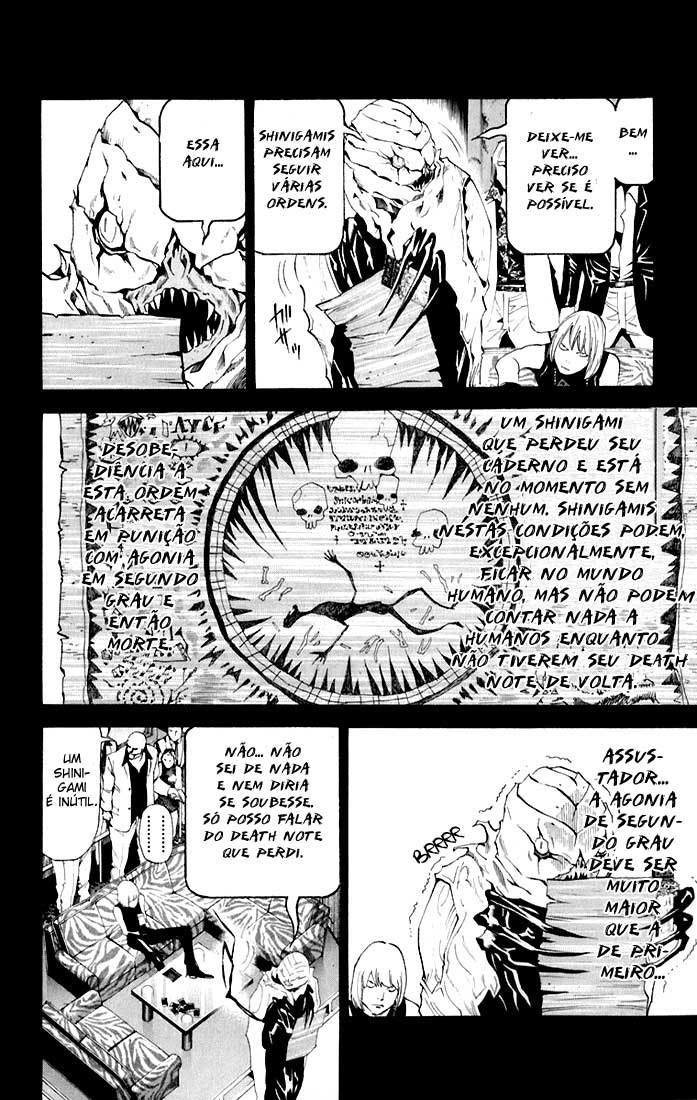 BEM
...
DEIXE-ME
VER...
PRECISO
VER SE É
POSSÍVEL.
SHINIGAMIS
PRECISAM
SEGUIR
VÁRIAS
ORDENS.
ESSA
AQUI...
UM SHINIGAMI
QUE PERDEU SEU
CADERNO E ESTÁ
NO MOMENTO SEM
NENHUM, SHINIGAMIS
NESTAS CONDIÇÕES PODEM,
EXCEPCIONALMENTE,
FICAR NO MUNDO
HUMANO, MAS NÃO PODEM
CONTAR NADA A
HUMANOS ENQUANTO
NÃO TIVEREM SEU DEATH
NOTE DE VOLTA.
DESOBE-
DIÊNCIA A
ESTA ORDEM
ACARRETA
EM PUNIÇÃO
COM AGONIA
EM SEGUNDO
GRAU E
ENTÃO
MORTE.
ASSUS-
TADOR...
A AGONIA
DE SEGUN-
DO GRAU
DEVE SER
MUITO
MAIOR
QUE A
DE PRI-
MEIRO...
BRRRR
NÃO... NÃO
SEI DE NADA
E NEM DIRIA
SE SOUBESSE.
SÓ POSSO FALAR
DO DEATH NOTE
QUE PERDI.
UM
SHINI-
GAMI
É INÚTIL.